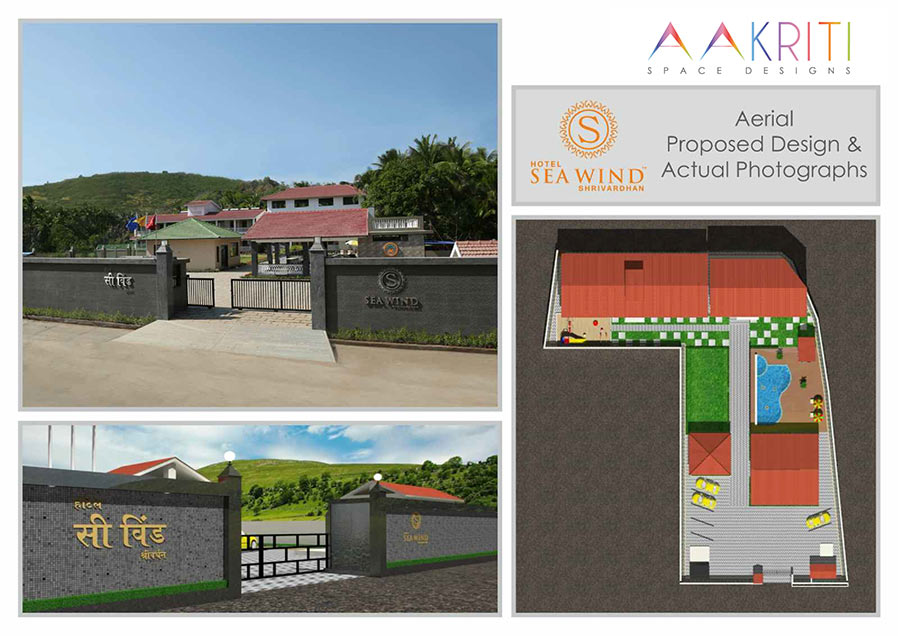 AAKRITI
SPACE DESIGNS
S
HOTEL
SEA WIND
SHRIVARDHAN
Aerial
Proposed Design &
Actual Photographs
सी विंड
S
SEA WIND
हॉटेल
सी विंड
श्रीवर्धन
SEA WIND